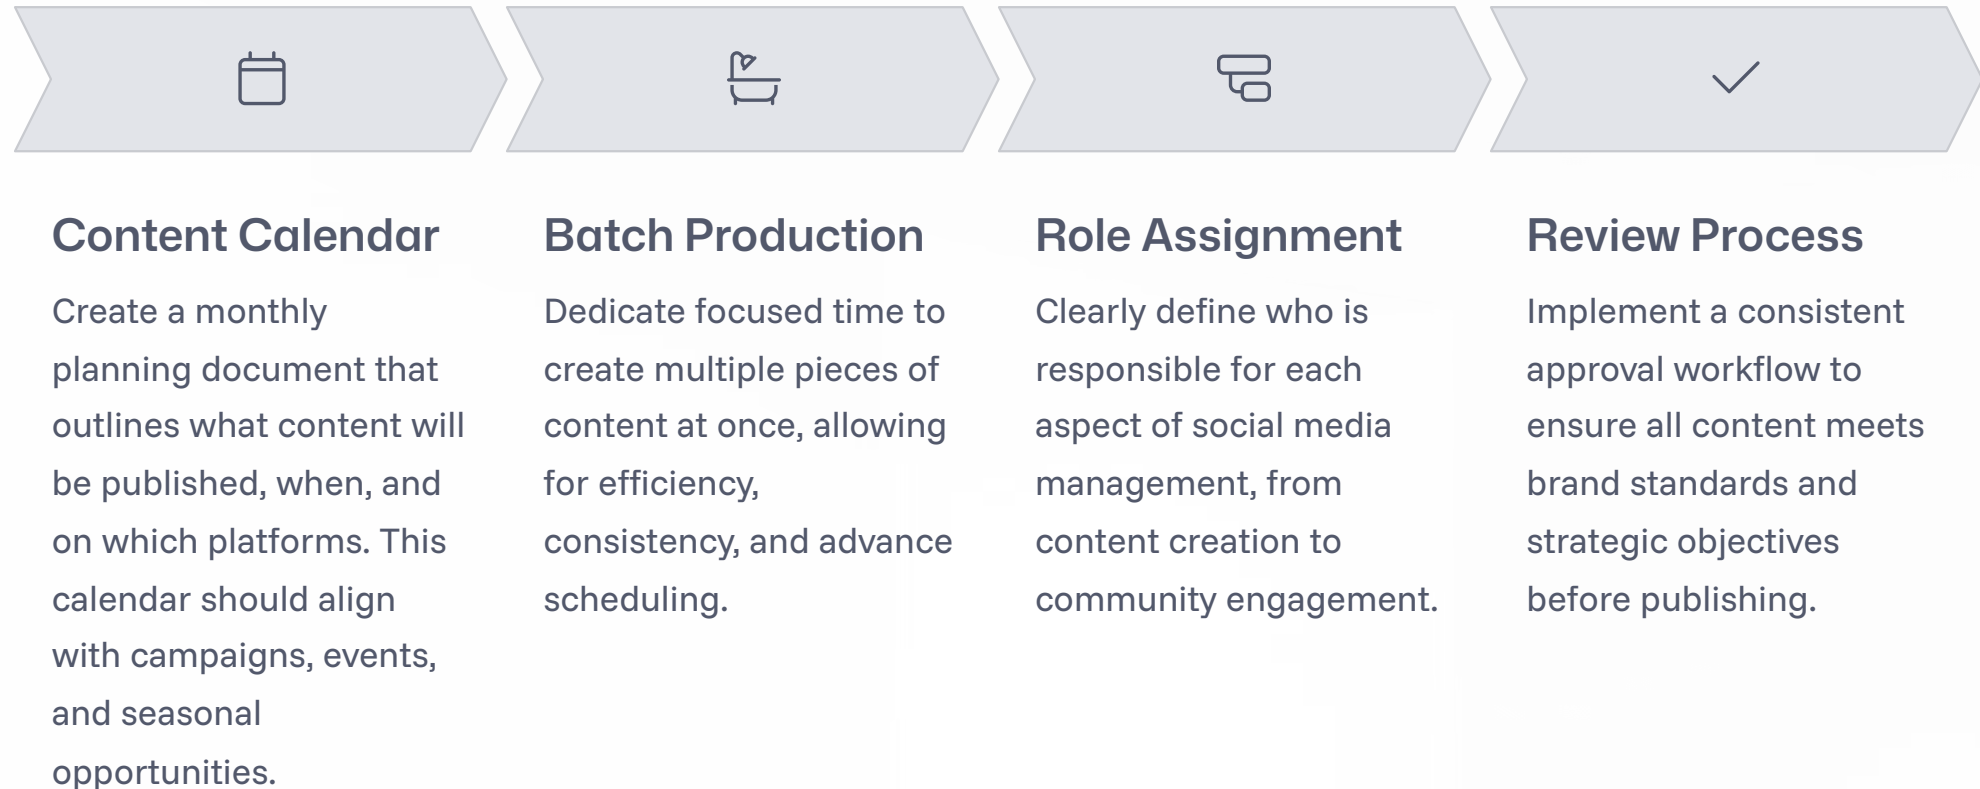 Content Calendar
Create a monthly
planning document that
outlines what content will
be published, when, and
on which platforms. This
calendar should align
with campaigns, events,
and seasonal
opportunities.
Batch Production
Dedicate focused time to
create multiple pieces of
content at once, allowing
for efficiency,
consistency, and advance
scheduling.
Role Assignment
Clearly define who is
responsible for each
aspect of social media
management, from
content creation to
community engagement.
Review Process
Implement a consistent
approval workflow to
ensure all content meets
brand standards and
strategic objectives
before publishing.